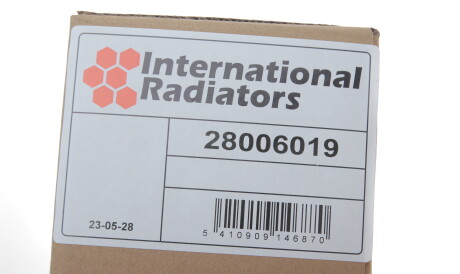 International
Radiators
28006019
23-05-28
5 410909 146870